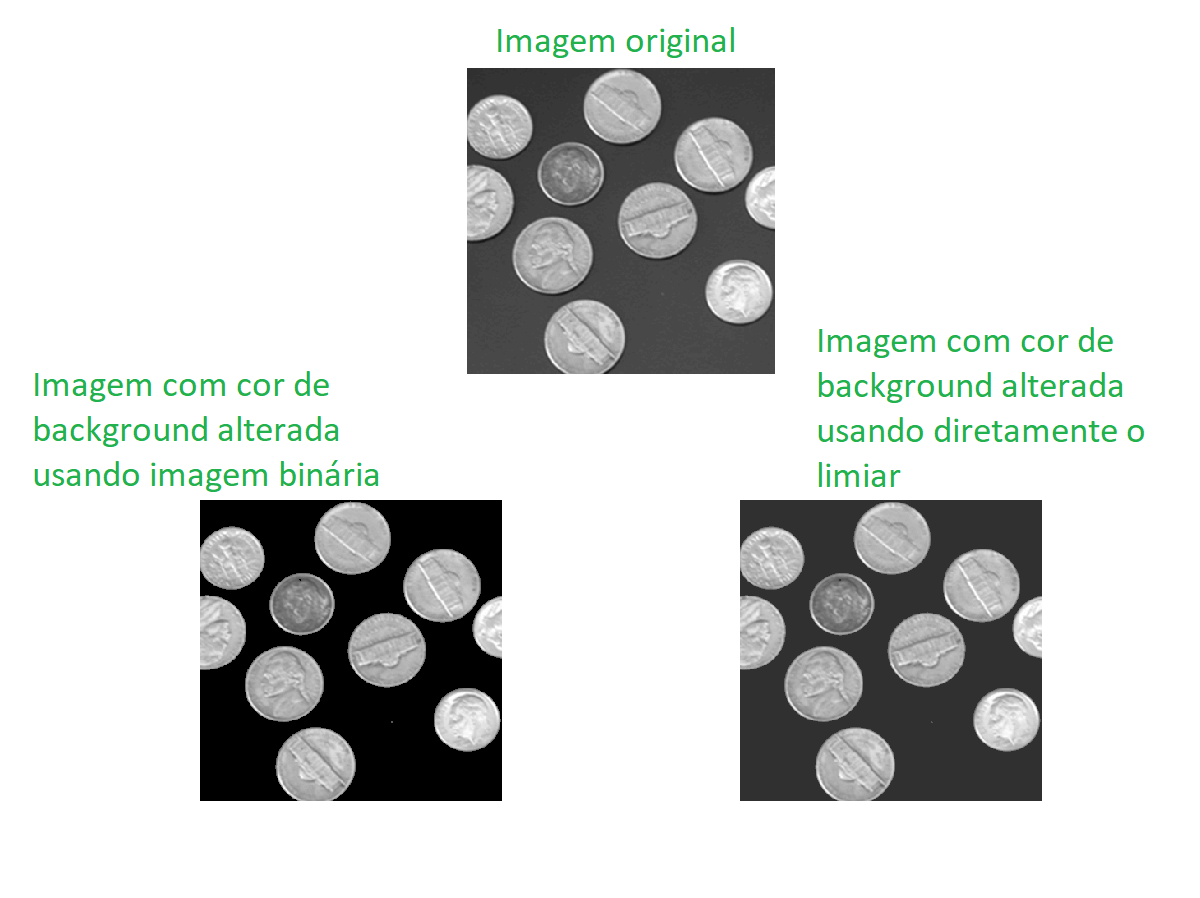 Imagem original
Imagem com cor de
background alterada
usando diretamente o
limiar
Imagem com cor de
background alterada
usando imagem binária